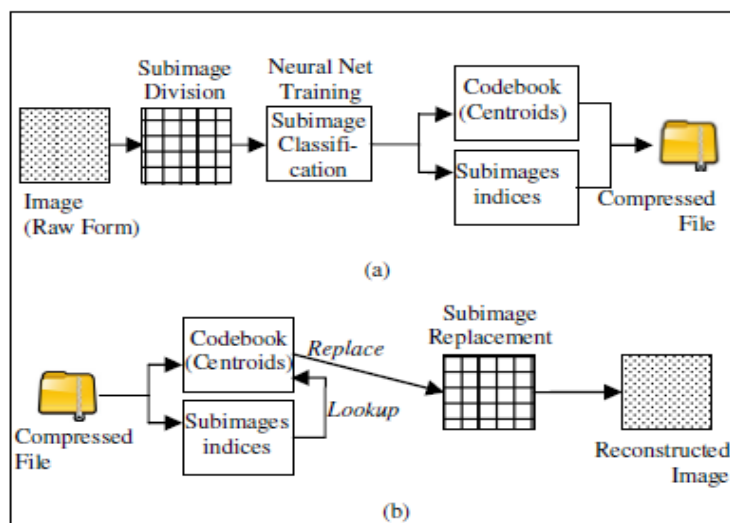 Subimage
Division
Neural Net
Training
Subimage
Classifi-
cation
Codebook
(Centroids)
Subimages
indices
Image
(Raw Form)
Compressed
File
(a)
Codebook
(Centroids)
Replace
Subimage
Replacement
Lookup
Subimages
indices
Compressed
File
Reconstructed
Image
(b)